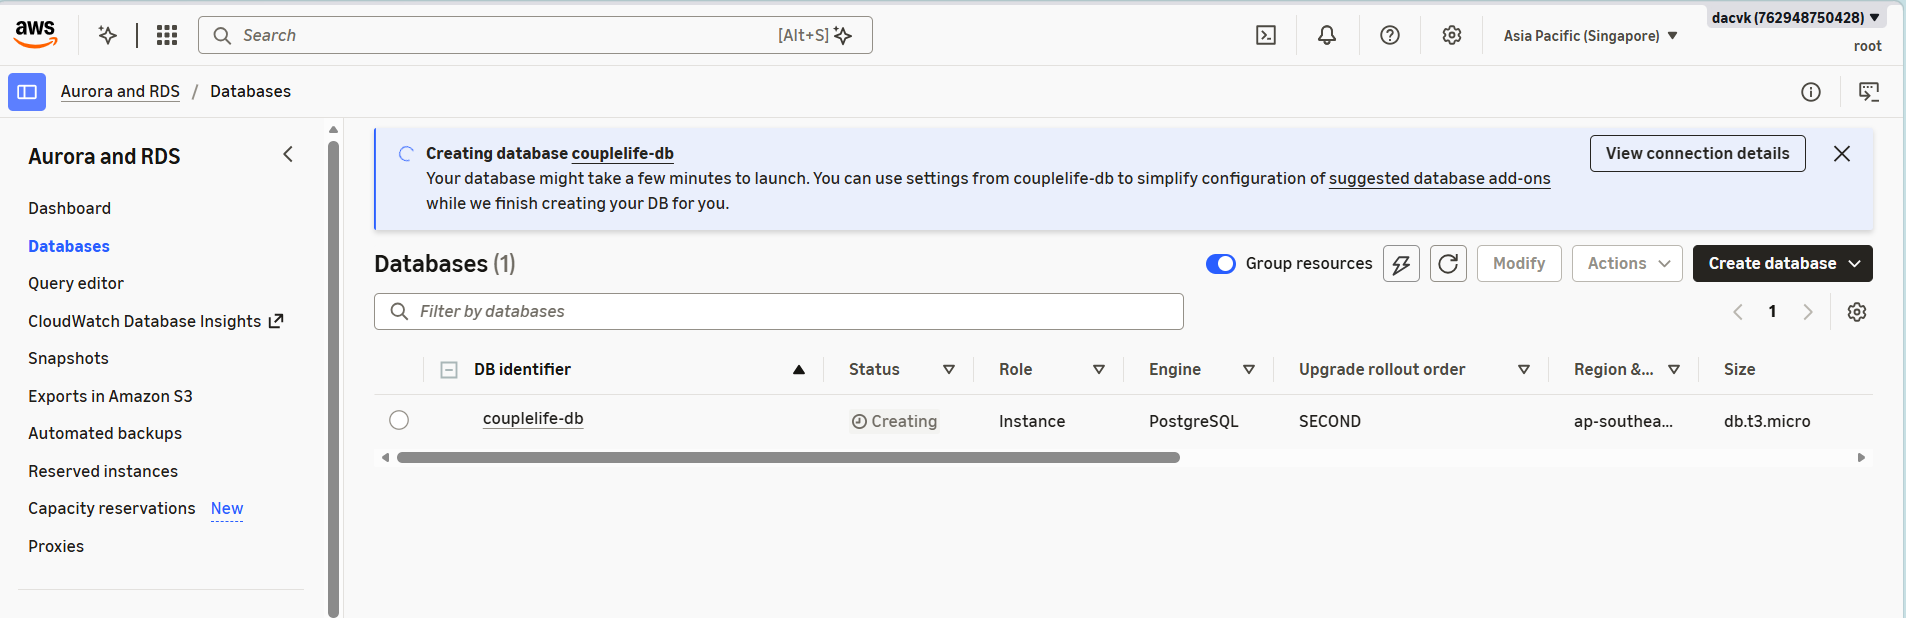 aws
Search
[Alt+S]
Asia Pacific (Singapore)
dacvk (762948750428)
root
Aurora and RDS / Databases
Aurora and RDS
Dashboard
Databases
Query editor
CloudWatch Database Insights
Snapshots
Exports in Amazon S3
Automated backups
Reserved instances
Capacity reservations New
Proxies
Creating database couplelife-db
Your database might take a few minutes to launch. You can use settings from couplelife-db to simplify configuration of suggested database add-ons
while we finish creating your DB for you.
View connection details
Databases (1)
Group resources
Modify
Actions
Create database
Filter by databases
1
DB identifier Status Role Engine Upgrade rollout order Region &... Size
couplelife-db Creating Instance PostgreSQL SECOND ap-southea... db.t3.micro